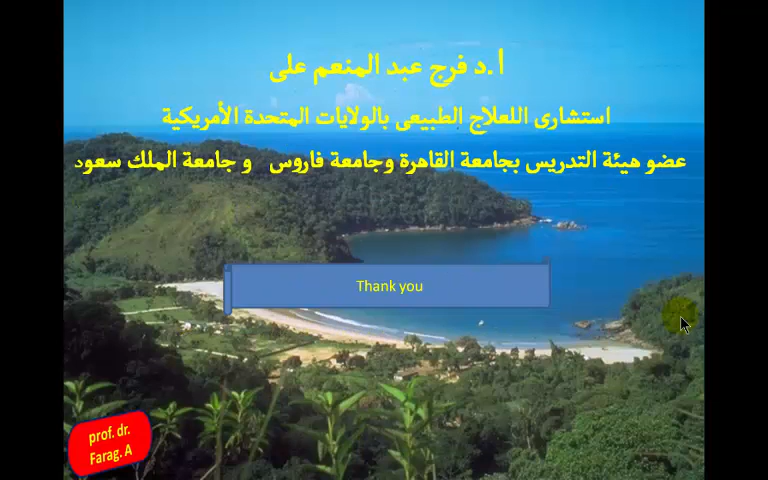 أ.د فرج عبد المنعم على
استشارى اللعلاج الطبيعى بالولايات المتحدة الأمريكية
عضو هيئة التدريس بجامعة القاهرة وجامعة فاروس و جامعة الملك سعود
Thank you
prof. dr.
Farag. A